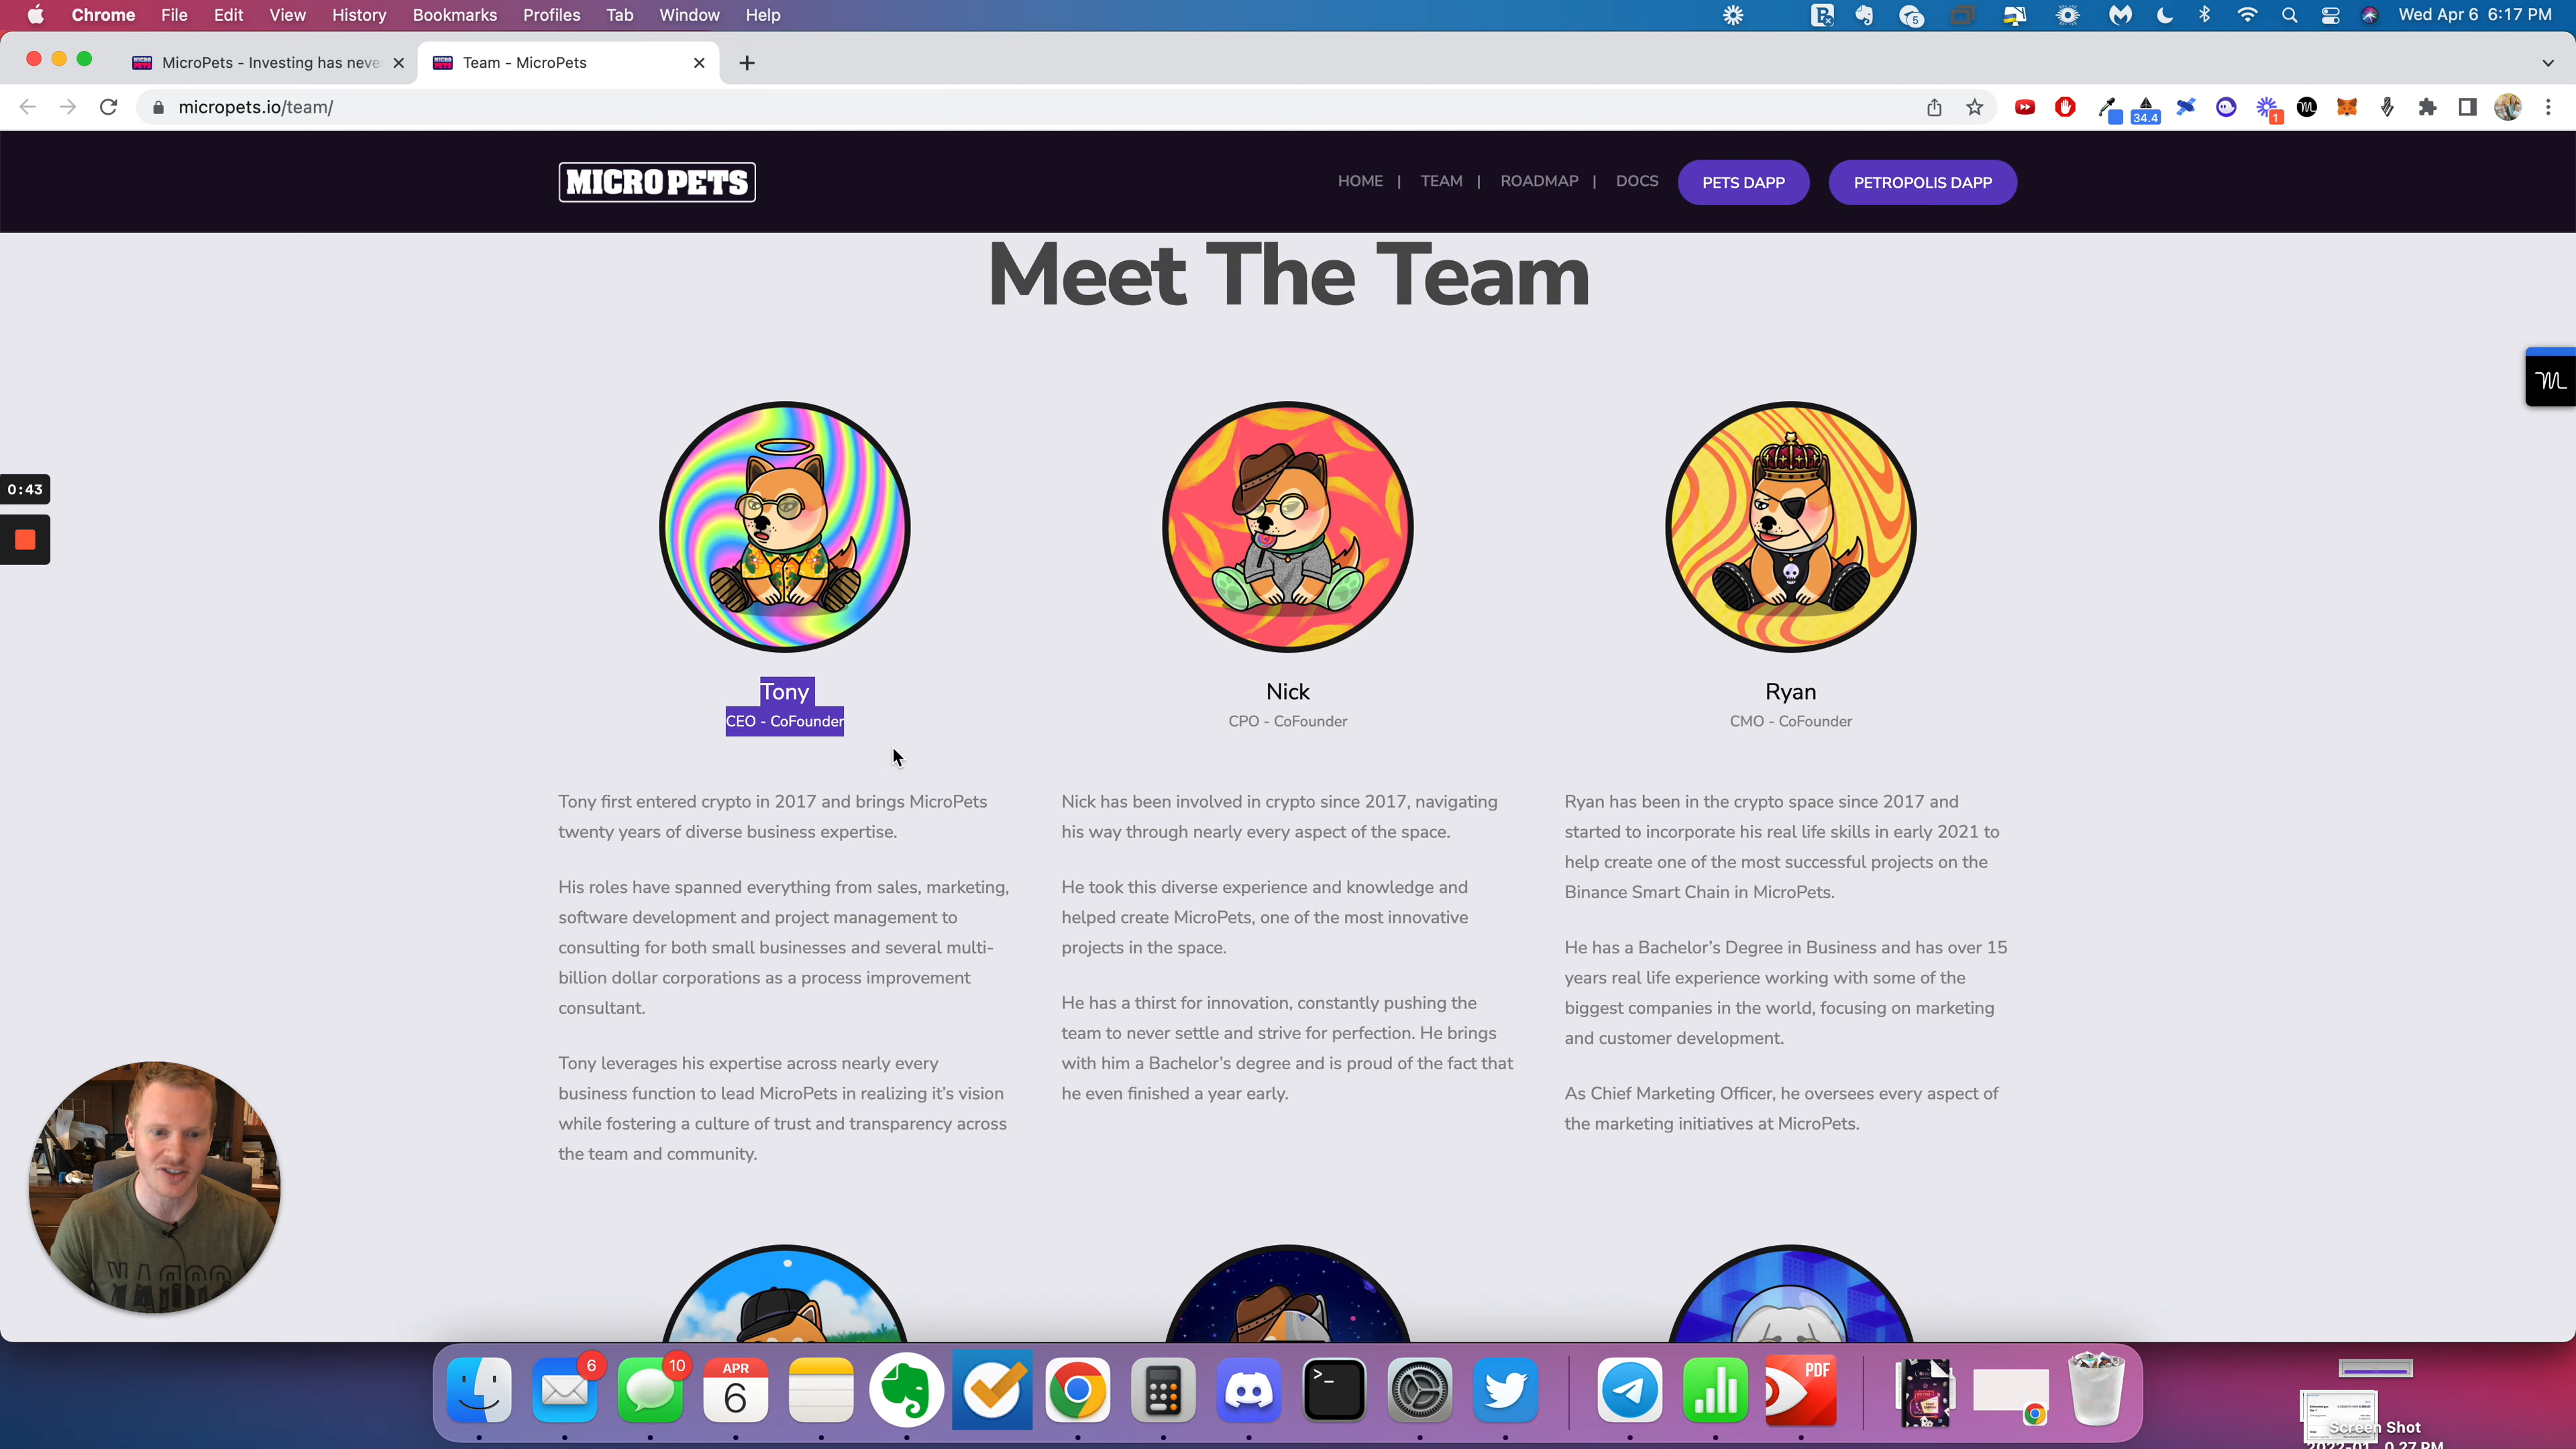 Chrome File Edit View History Bookmarks Profiles Tab Window Help
5
Wed Apr 6 6:17 PM
MicroPets - Investing has neve
Team - MicroPets
micropets.io/team/
34.4
1
MICRO PETS
HOME | TEAM | ROADMAP | DOCS
PETS DAPP
PETROPOLIS DAPP
Meet The Team
0:43
Tony
CEO - CoFounder
Tony first entered crypto in 2017 and brings MicroPets
twenty years of diverse business expertise.
His roles have spanned everything from sales, marketing,
software development and project management to
consulting for both small businesses and several multi-
billion dollar corporations as a process improvement
consultant.
Tony leverages his expertise across nearly every
business function to lead MicroPets in realizing it's vision
while fostering a culture of trust and transparency across
the team and community.
Nick
CPO - CoFounder
Nick has been involved in crypto since 2017, navigating
his way through nearly every aspect of the space.
He took this diverse experience and knowledge and
helped create MicroPets, one of the most innovative
projects in the space.
He has a thirst for innovation, constantly pushing the
team to never settle and strive for perfection. He brings
with him a Bachelor's degree and is proud of the fact that
he even finished a year early.
Ryan
CMO - CoFounder
Ryan has been in the crypto space since 2017 and
started to incorporate his real life skills in early 2021 to
help create one of the most successful projects on the
Binance Smart Chain in MicroPets.
He has a Bachelor's Degree in Business and has over 15
years real life experience working with some of the
biggest companies in the world, focusing on marketing
and customer development.
As Chief Marketing Officer, he oversees every aspect of
the marketing initiatives at MicroPets.
KODAK
6
10
APR
6
>_
PDF
Screen Shot
2022-01 0.27 PM